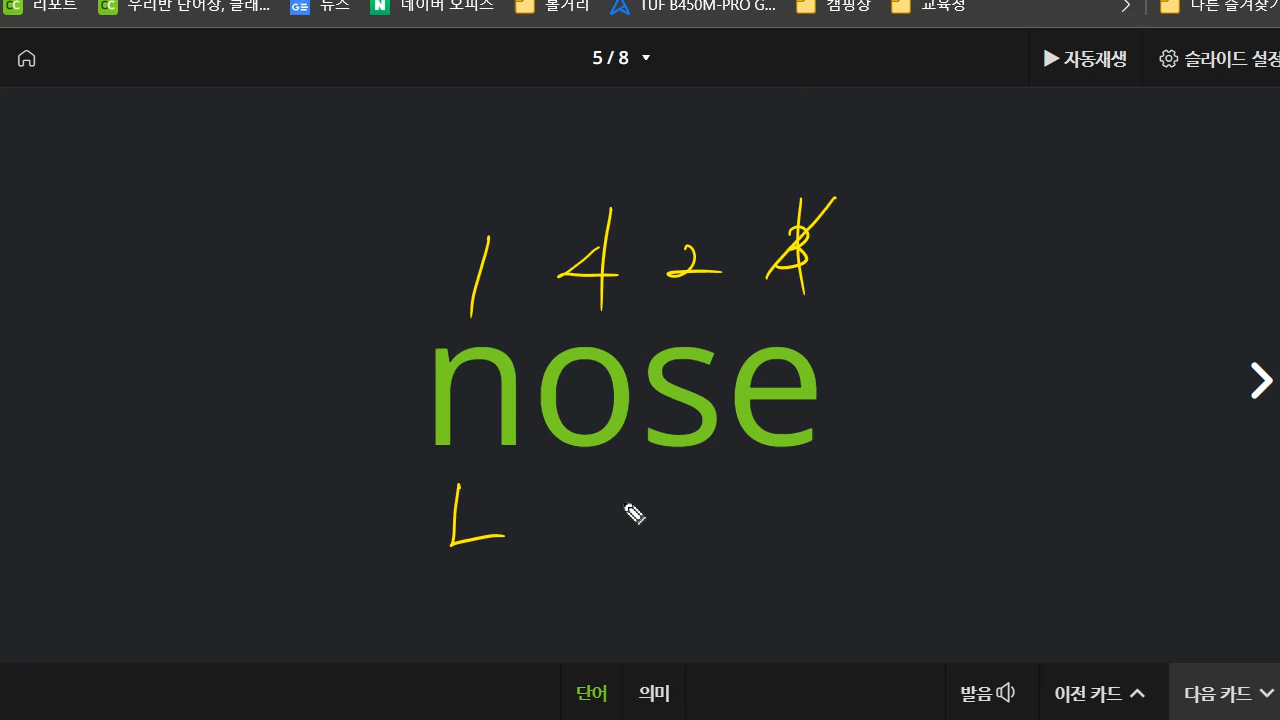 리포트 우리반 단어장, 클래... GE 뉴스 N 네이버 오피스 볼거리 TUF B450M-PRO G... 캠핑장 교육청 다른 즐겨찾기
5 / 8 자동재생 슬라이드 설정
1 4 2 3
nose
ㄴ
단어 의미 발음 이전 카드 다음 카드